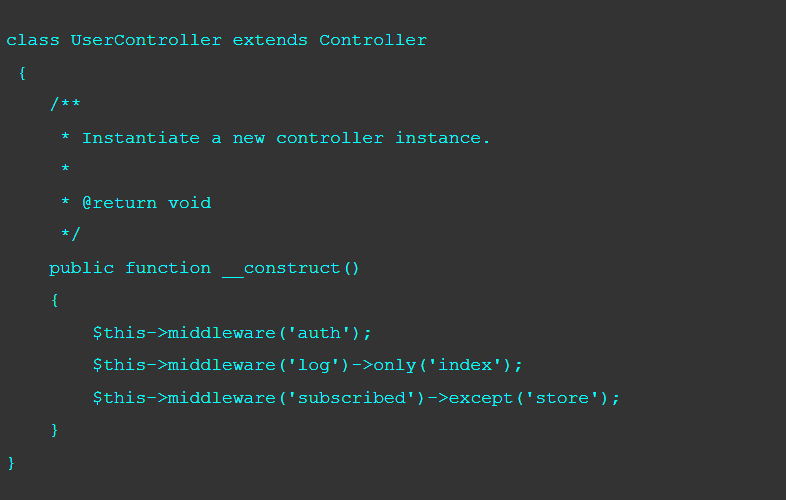 class UserController extends Controller
{
/**
* Instantiate a new controller instance.
*
* @return void
*/
public function __construct()
{
$this->middleware('auth');
$this->middleware('log')->only('index');
$this->middleware('subscribed')->except('store');
}
}